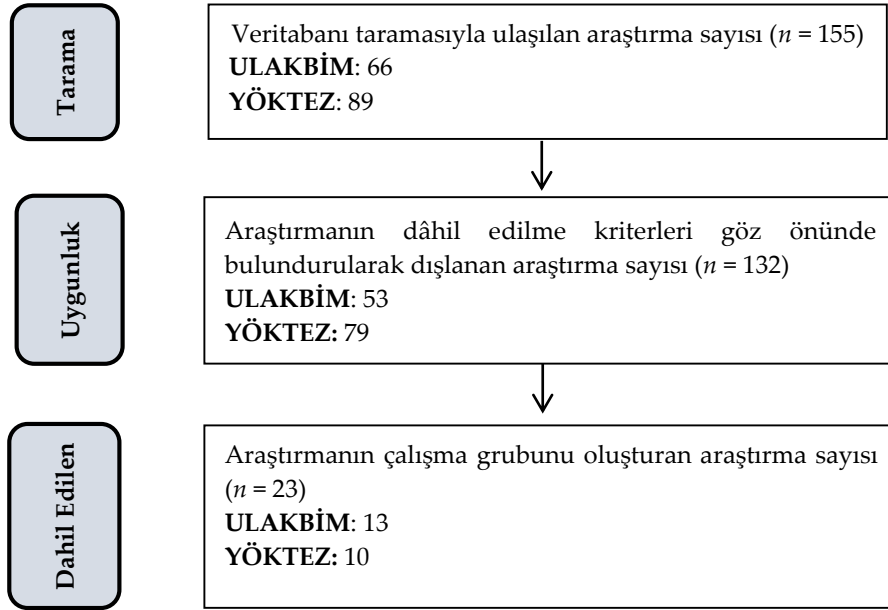 Tarama
Veritabanı taramasıyla ulaşılan araştırma sayısı (n = 155)
ULAKBİM: 66
YÖKTEZ: 89
Uygunluk
Araştırmanın dâhil edilme kriterleri göz önünde
bulundurularak dışlanan araştırma sayısı (n = 132)
ULAKBİM: 53
YÖKTEZ: 79
Dahil Edilen
Araştırmanın çalışma grubunu oluşturan araştırma sayısı
(n = 23)
ULAKBİM: 13
YÖKTEZ: 10